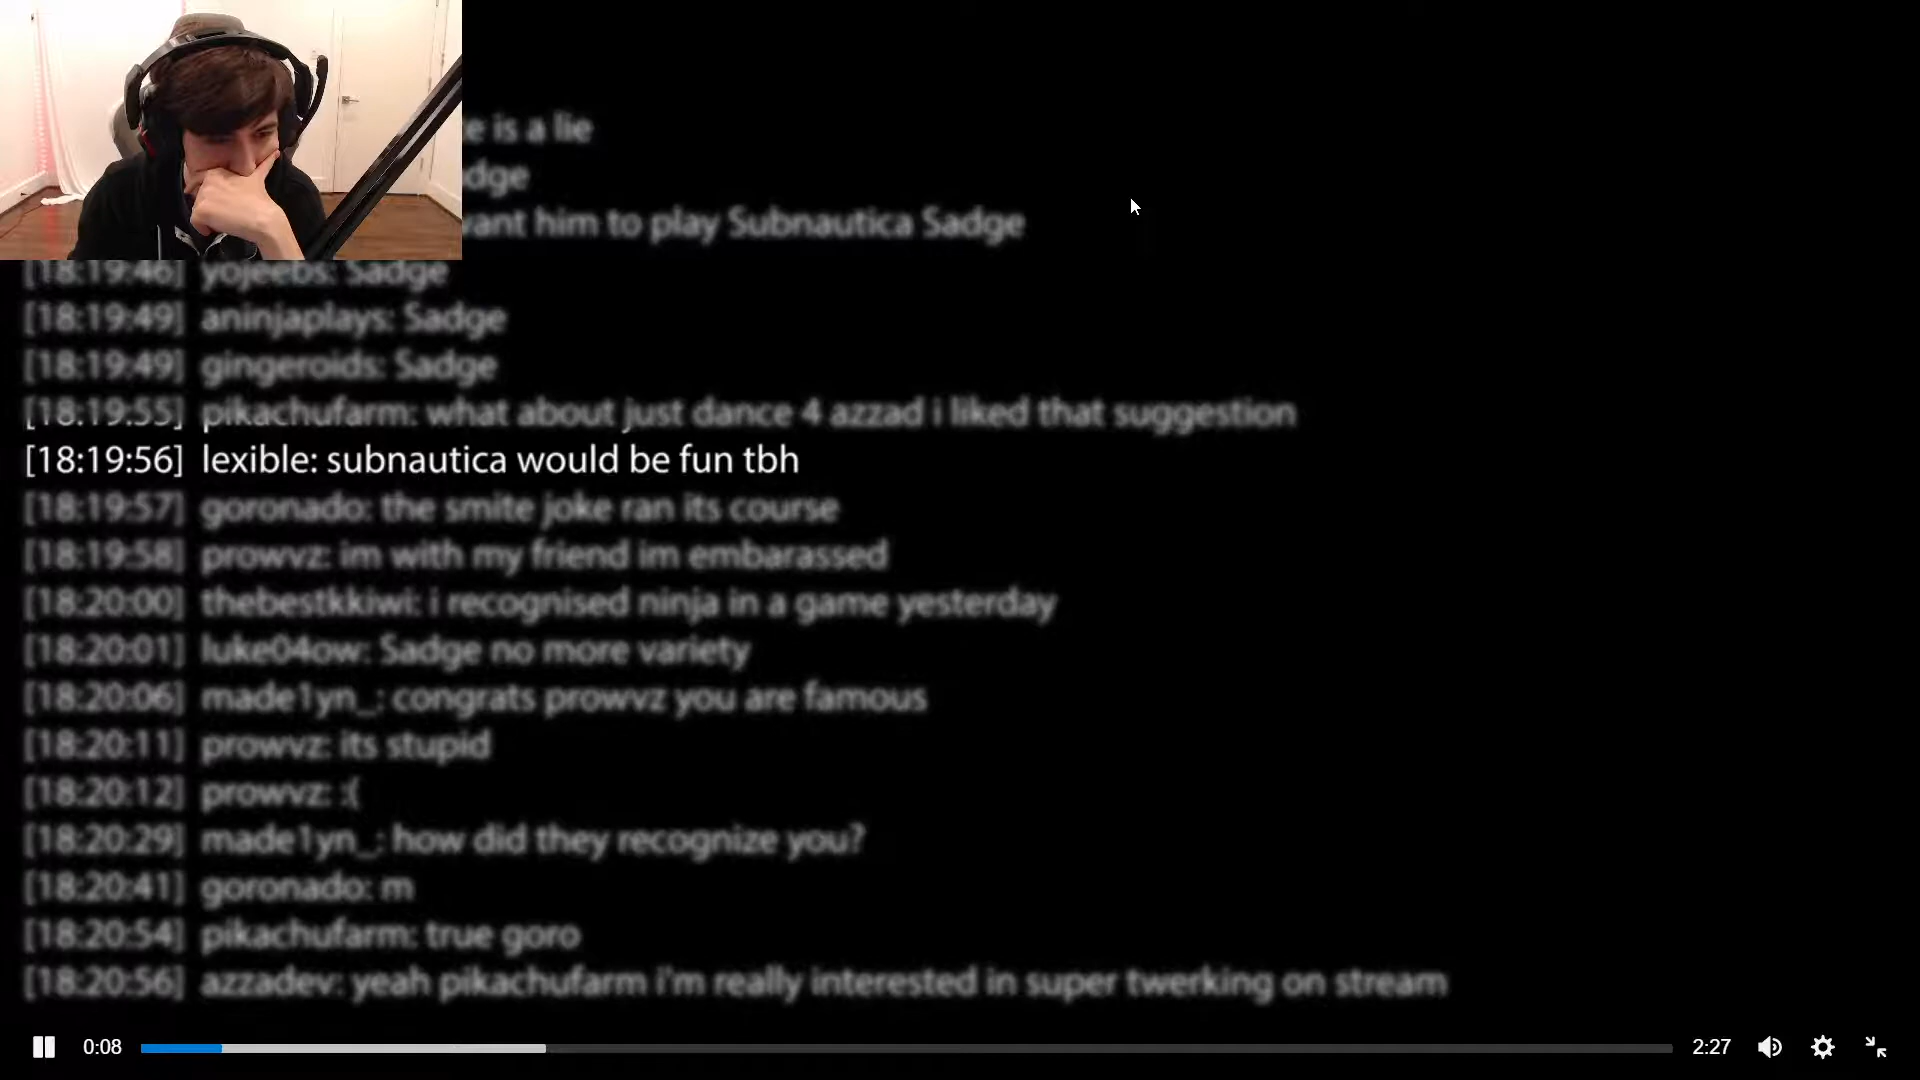 e is a lie
dge
want him to play Subnautica Sadge
[18:19:46] yojeebs: Sadge
[18:19:49] aninjaplays: Sadge
[18:19:49] gingeroids: Sadge
[18:19:55] pikachufarm: what about just dance 4 azzad i liked that suggestion
[18:19:56] lexible: subnautica would be fun tbh
[18:19:57] goronado: the smite joke ran its course
[18:19:58] prowvz: im with my friend im embarassed
[18:20:00] thebestkkiwi: i recognised ninja in a game yesterday
[18:20:01] luke04ow: Sadge no more variety
[18:20:06] made1yn_: congrats prowvz you are famous
[18:20:11] prowvz: its stupid
[18:20:12] prowvz: :(
[18:20:29] made1yn_: how did they recognize you?
[18:20:41] goronado: m
[18:20:54] pikachufarm: true goro
[18:20:56] azzadev: yeah pikachufarm i'm really interested in super twerking on stream
0:08
2:27